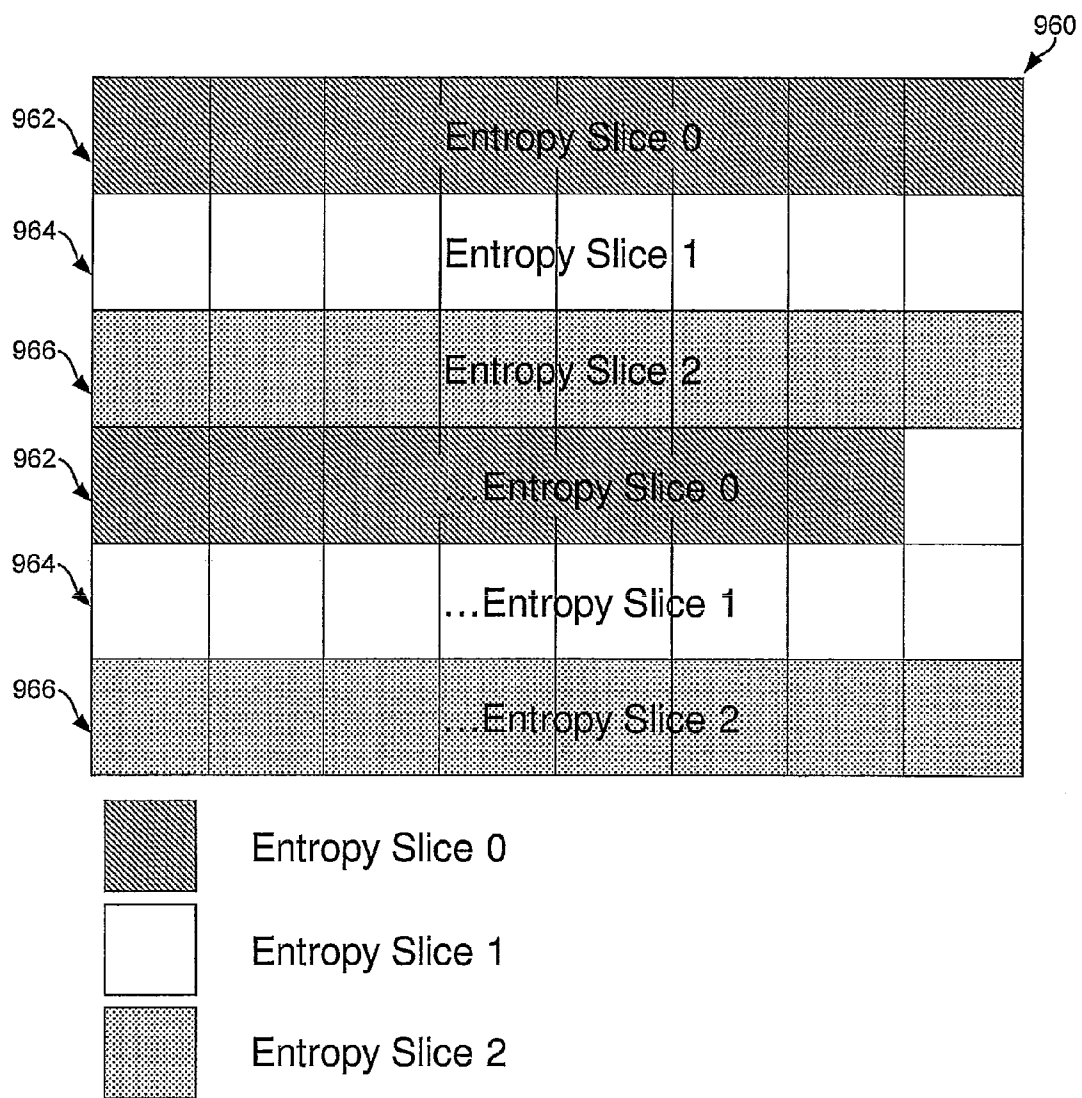 960
962
Entropy Slice 0
964
Entropy Slice 1
966
Entropy Slice 2
962
...Entropy Slice 0
964
...Entropy Slice 1
966
...Entropy Slice 2
Entropy Slice 0
Entropy Slice 1
Entropy Slice 2